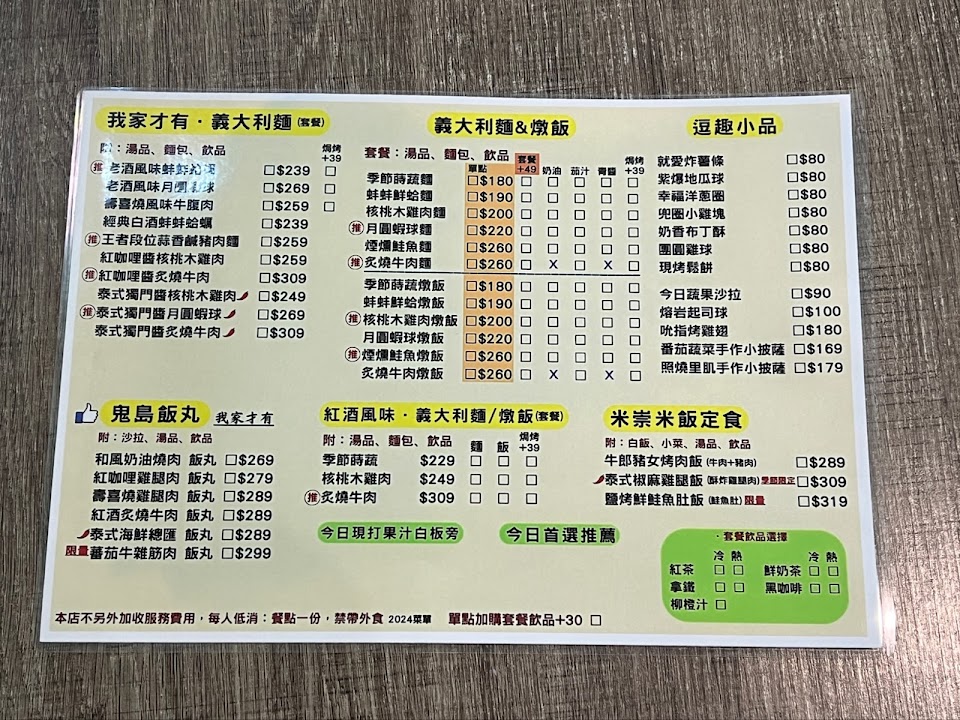 我家才有・義大利麵(套餐)
附：湯品、麵包、飲品 焗烤+39
推 老酒風味蚌鮮 □$239 □
老酒風味月圓 球 □$269 □
壽喜燒風味牛腹肉 □$259 □
經典白酒蚌蚌蛤蠣 □$239
推 王者段位蒜香鹹豬肉麵 □$259
紅咖哩醬核桃木雞肉 □$259
推 紅咖哩醬炙燒牛肉 □$309
泰式獨門醬核桃木雞肉 □$249
推 泰式獨門醬月圓蝦球 □$269
泰式獨門醬炙燒牛肉 □$309
義大利麵&燉飯
套餐：湯品、麵包、飲品
單點 套餐+49 奶油 茄汁 青醬 焗烤+39
季節蒔蔬麵 □$180 □ □ □ □ □
蚌蚌鮮蛤麵 □$190 □ □ □ □ □
核桃木雞肉麵 □$200 □ □ □ □ □
推 月圓蝦球麵 □$220 □ □ □ □ □
煙燻鮭魚麵 □$260 □ □ □ □ □
推 炙燒牛肉麵 □$260 □ X □ X □
季節蒔蔬燉飯 □$180 □ □ □ □ □
蚌蚌鮮蛤燉飯 □$190 □ □ □ □ □
推 核桃木雞肉燉飯 □$200 □ □ □ □ □
月圓蝦球燉飯 □$220 □ □ □ □ □
推 煙燻鮭魚燉飯 □$260 □ □ □ □ □
炙燒牛肉燉飯 □$260 □ X □ X □
逗趣小品
就愛炸薯條 □$80
紫爆地瓜球 □$80
幸福洋蔥圈 □$80
兜圈小雞塊 □$80
奶香布丁酥 □$80
團圓雞球 □$80
現烤鬆餅 □$80
今日蔬果沙拉 □$90
熔岩起司球 □$100
吮指烤雞翅 □$180
番茄蔬菜手作小披薩 □$169
照燒里肌手作小披薩 □$179
鬼島飯丸 我家才有
附：沙拉、湯品、飲品
和風奶油燒肉 飯丸 □$269
紅咖哩雞腿肉 飯丸 □$279
壽喜燒雞腿肉 飯丸 □$289
紅酒炙燒牛肉 飯丸 □$289
泰式海鮮總匯 飯丸 □$289
限量 蕃茄牛雜筋肉 飯丸 □$299
紅酒風味・義大利麵/燉飯(套餐)
附：湯品、麵包、飲品 麵 飯 焗烤+39
季節蒔蔬 $229 □ □ □
核桃木雞肉 $249 □ □ □
推 炙燒牛肉 $309 □ □ □
今日現打果汁白板旁
今日首選推薦
米崇米飯定食
附：白飯、小菜、湯品、飲品
牛郎豬女烤肉飯(牛肉+豬肉) □$289
泰式椒麻雞腿飯(酥炸雞腿肉)季節限定 □$309
鹽烤鮮鮭魚肚飯(鮭魚肚)限量 □$319
・套餐飲品選擇
冷 熱 冷 熱
紅茶 □ □ 鮮奶茶 □ □
拿鐵 □ □ 黑咖啡 □ □
柳橙汁 □
本店不另外加收服務費用，每人低消：餐點一份，禁帶外食 2024菜單 單點加購套餐飲品+30 □